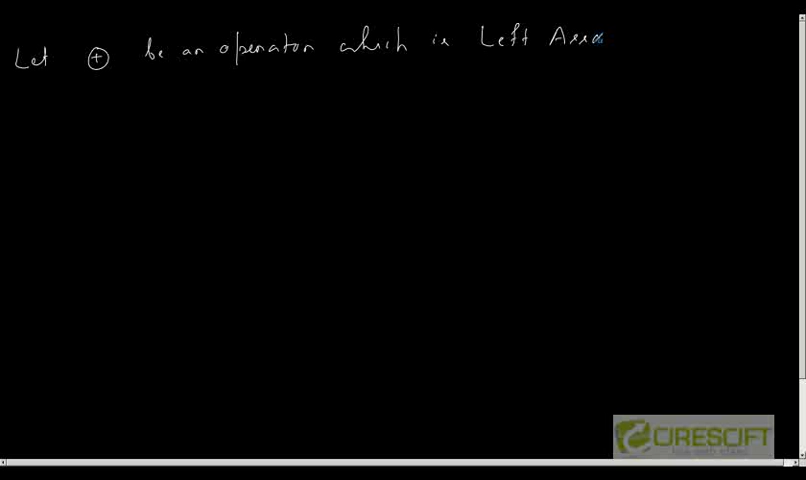 Let ⊕ be an operator which is Left Asso
CIRESCIFT